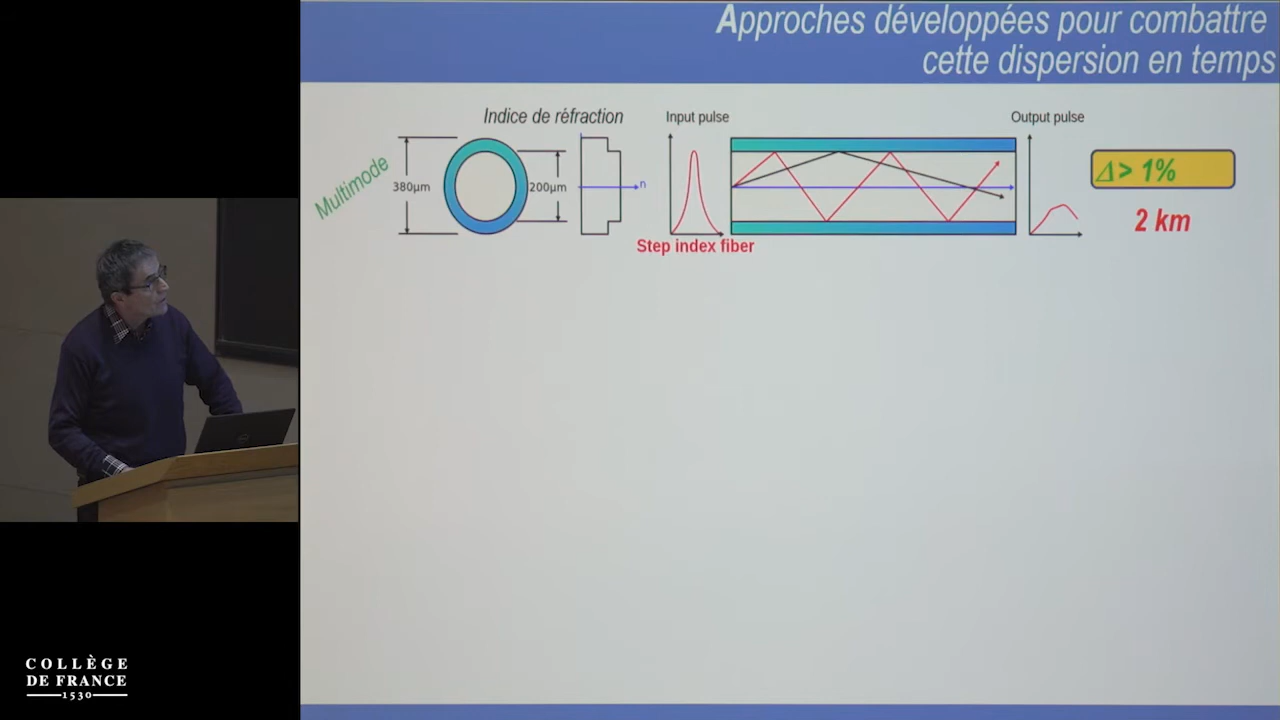 Approches développées pour combattre
cette dispersion en temps
Indice de réfraction
Input pulse
Output pulse
Multimode
380µm
200µm
n
Δ> 1%
2 km
Step index fiber
COLLÈGE
DE FRANCE
1530